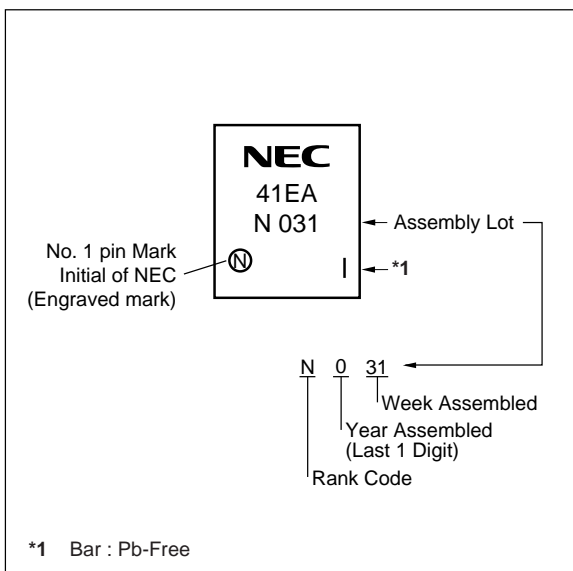 NEC
41EA
N 031
Assembly Lot
No. 1 pin Mark
Initial of NEC
(Engraved mark)
N
*1
N 0 31
Week Assembled
Year Assembled
(Last 1 Digit)
Rank Code
*1 Bar : Pb-Free